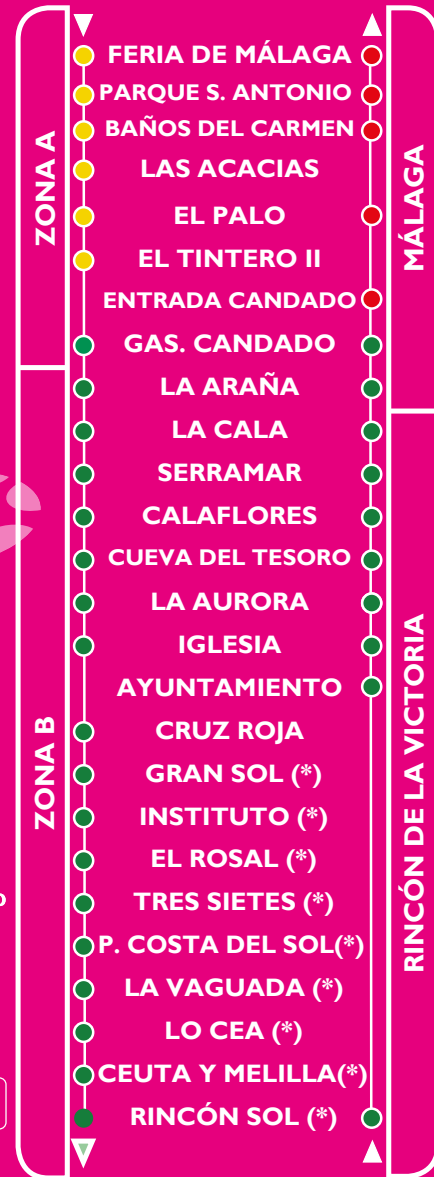 ZONA A
ZONA B
FERIA DE MÁLAGA
PARQUE S. ANTONIO
BAÑOS DEL CARMEN
LAS ACACIAS
EL PALO
EL TINTERO II
ENTRADA CANDADO
GAS. CANDADO
LA ARAÑA
LA CALA
SERRAMAR
CALAFLORES
CUEVA DEL TESORO
LA AURORA
IGLESIA
AYUNTAMIENTO
CRUZ ROJA
GRAN SOL (*)
INSTITUTO (*)
EL ROSAL (*)
TRES SIETES (*)
P. COSTA DEL SOL(*)
LA VAGUADA (*)
LO CEA (*)
CEUTA Y MELILLA(*)
RINCÓN SOL (*)
MÁLAGA
RINCÓN DE LA VICTORIA